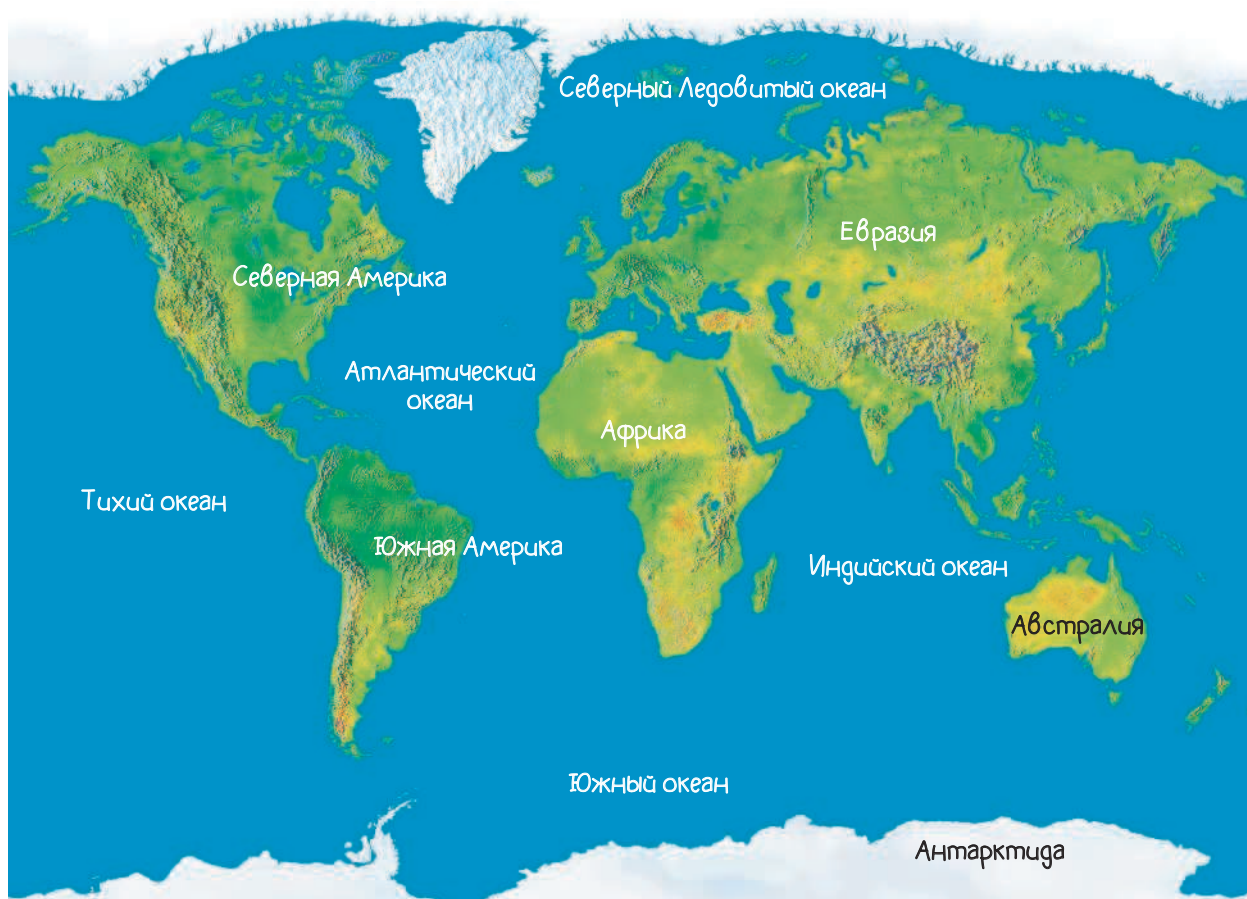 Северный Ледовитый океан
Евразия
Северная Америка
Атлантический
океан
Африка
Тихий океан
Южная Америка
Индийский океан
Австралия
Южный океан
Антарктида